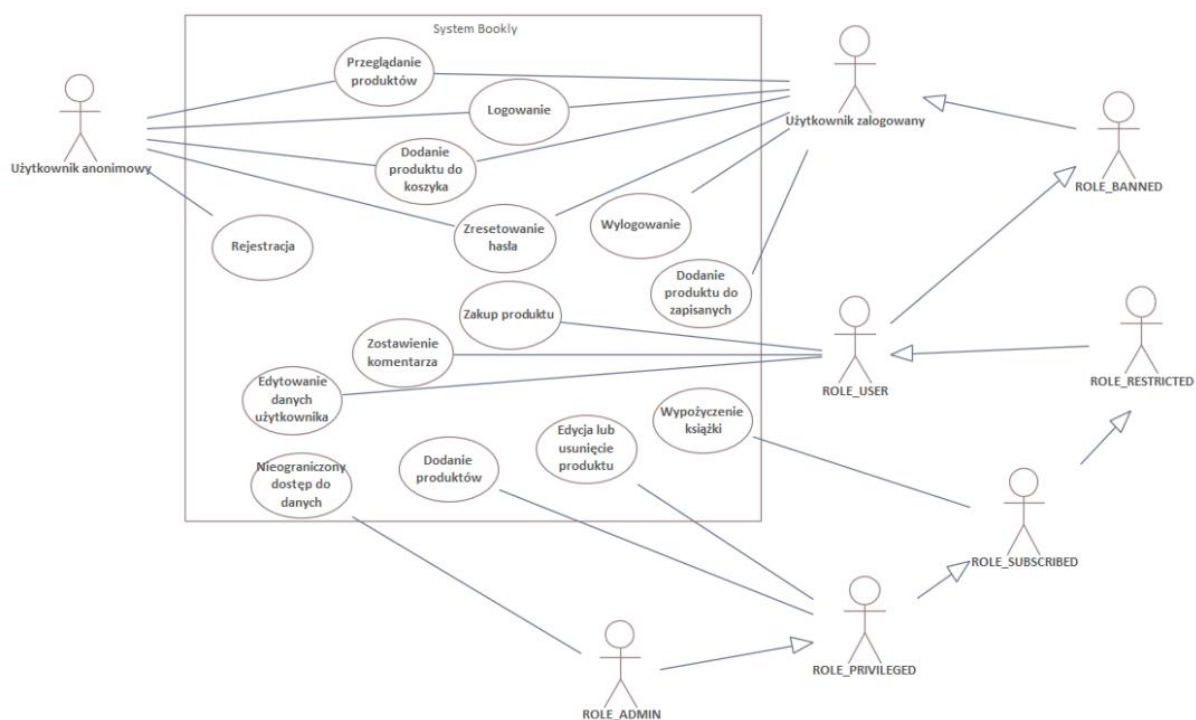 System Bookly
Przeglądanie
produktów
Logowanie
Użytkownik zalogowany
Użytkownik anonimowy
Dodanie
produktu do
koszyka
ROLE_BANNED
Rejestracja
Zresetowanie
hasła
Wylogowanie
Dodanie
produktu do
zapisanych
Zakup produktu
Zostawienie
komentarza
ROLE_USER
ROLE_RESTRICTED
Edytowanie
danych
użytkownika
Wypożyczenie
książki
Edycja lub
usunięcie
produktu
Dodanie
produktów
Nieograniczony
dostęp do
danych
ROLE_SUBSCRIBED
ROLE_PRIVILEGED
ROLE_ADMIN